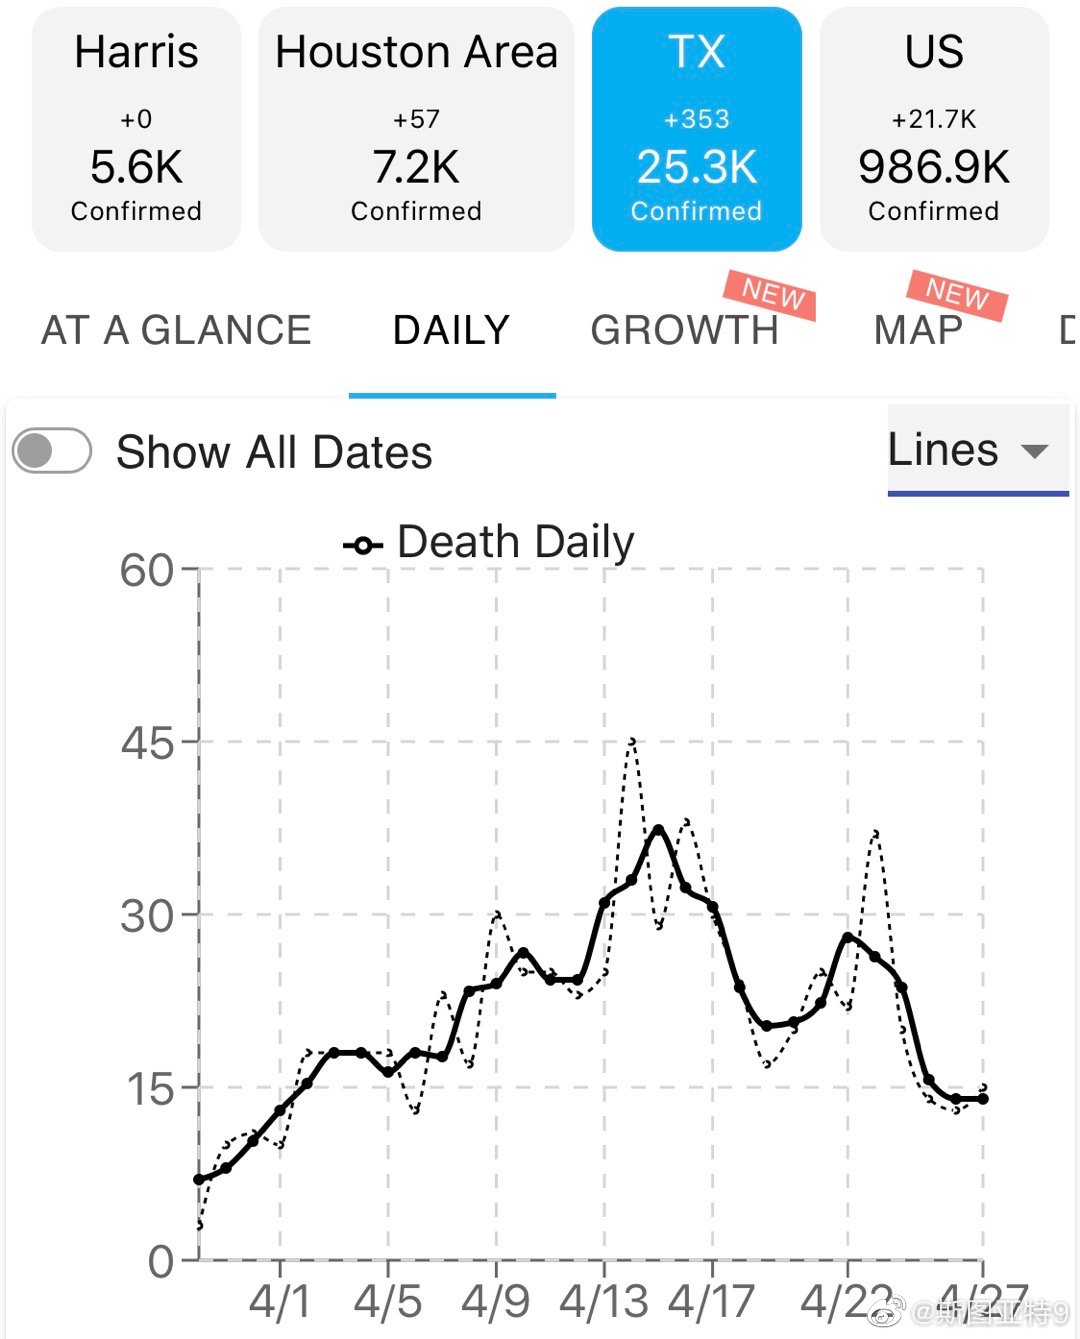 Harris Houston Area TX US
+0 +57 +353 +21.7K
5.6K 7.2K 25.3K 986.9K
Confirmed Confirmed Confirmed Confirmed
NEW NEW
AT A GLANCE DAILY GROWTH MAP D
Show All Dates Lines
Death Daily
60
45
30
15
0
4/1 4/5 4/9 4/13 4/17 4/22 4/27
@斯图亚特9